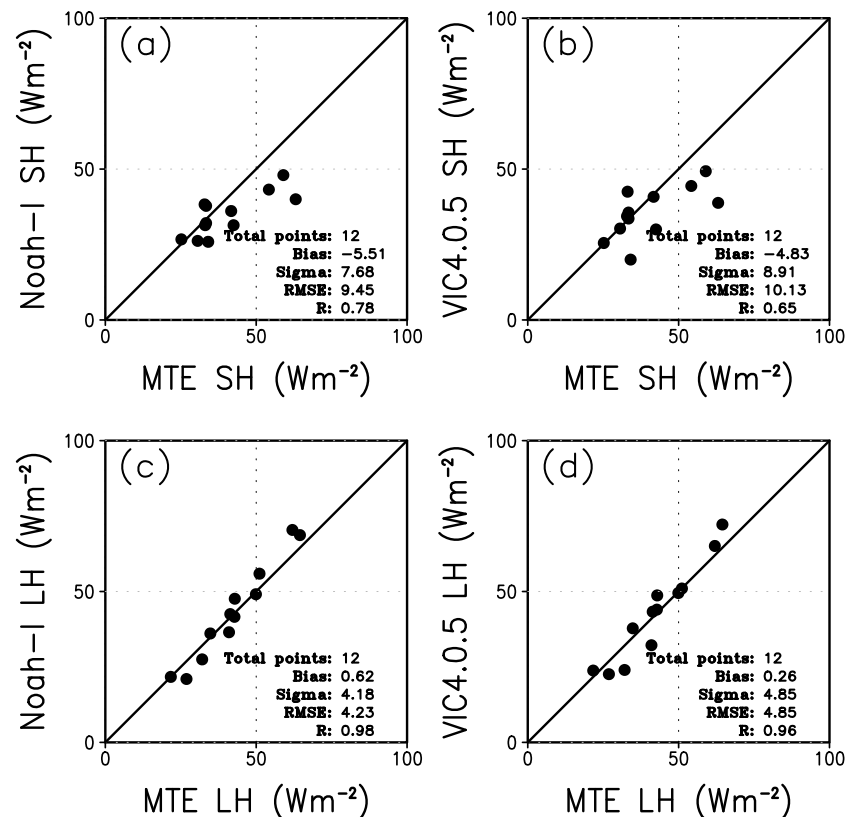 (a)
Noah-I SH (Wm⁻²)
100
50
0
Total points: 12
Bias: -5.51
Sigma: 7.68
RMSE: 9.45
R: 0.78
0 50 100
MTE SH (Wm⁻²)
(b)
VIC4.0.5 SH (Wm⁻²)
100
50
0
Total points: 12
Bias: -4.83
Sigma: 8.91
RMSE: 10.13
R: 0.65
0 50 100
MTE SH (Wm⁻²)
(c)
Noah-I LH (Wm⁻²)
100
50
0
Total points: 12
Bias: 0.62
Sigma: 4.18
RMSE: 4.23
R: 0.98
0 50 100
MTE LH (Wm⁻²)
(d)
VIC4.0.5 LH (Wm⁻²)
100
50
0
Total points: 12
Bias: 0.26
Sigma: 4.85
RMSE: 4.85
R: 0.96
0 50 100
MTE LH (Wm⁻²)